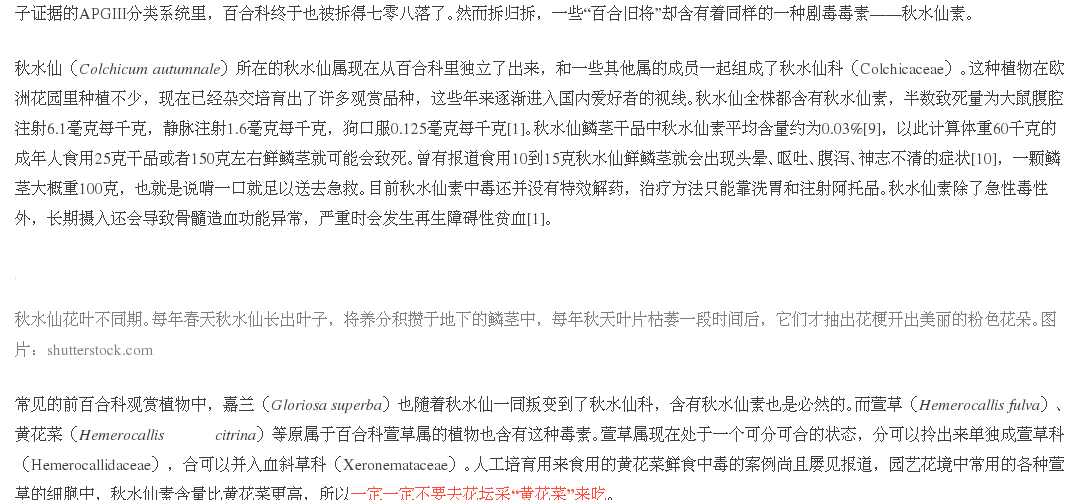 子证据的APGIII分类系统里，百合科终于也被拆得七零八落了。然而拆归拆，一些“百合旧将”却含有着同样的一种剧毒毒素——秋水仙素。
秋水仙（Colchicum autumnale）所在的秋水仙属现在从百合科里独立了出来，和一些其他属的成员一起组成了秋水仙科（Colchicaceae）。这种植物在欧
洲花园里种植不少，现在已经杂交培育出了许多观赏品种，这些年来逐渐进入国内爱好者的视线。秋水仙全株都含有秋水仙素，半数致死量为大鼠腹腔
注射6.1毫克每千克，静脉注射1.6毫克每千克，狗口服0.125毫克每千克[1]。秋水仙鳞茎干品中秋水仙素平均含量约为0.03%[9]，以此计算体重60千克的
成年人食用25克干品或者150克左右鲜鳞茎就可能会致死。曾有报道食用10到15克秋水仙鲜鳞茎就会出现头晕、呕吐、腹泻、神志不清的症状[10]，一颗鳞
茎大概重100克，也就是说啃一口就足以送去急救。目前秋水仙素中毒还并没有特效解药，治疗方法只能靠洗胃和注射阿托品。秋水仙素除了急性毒性
外，长期摄入还会导致骨髓造血功能异常，严重时会发生再生障碍性贫血[1]。
秋水仙花叶不同期。每年春天秋水仙长出叶子，将养分积攒于地下的鳞茎中，每年秋天叶片枯萎一段时间后，它们才抽出花梗开出美丽的粉色花朵。图
片：shutterstock.com
常见的前百合科观赏植物中，嘉兰（Gloriosa superba）也随着秋水仙一同叛变到了秋水仙科，含有秋水仙素也是必然的。而萱草（Hemerocallis fulva）、
黄花菜（Hemerocallis citrina）等原属于百合科萱草属的植物也含有这种毒素。萱草属现在处于一个可分可合的状态，分可以拎出来单独成萱草科
（Hemerocallidaceae），合可以并入血斜草科（Xeronemataceae）。人工培育用来食用的黄花菜鲜食中毒的案例尚且屡见报道，园艺花境中常用的各种萱
草的细胞中，秋水仙素含量比黄花菜更高，所以一定一定不要去花坛采“黄花菜”来吃。